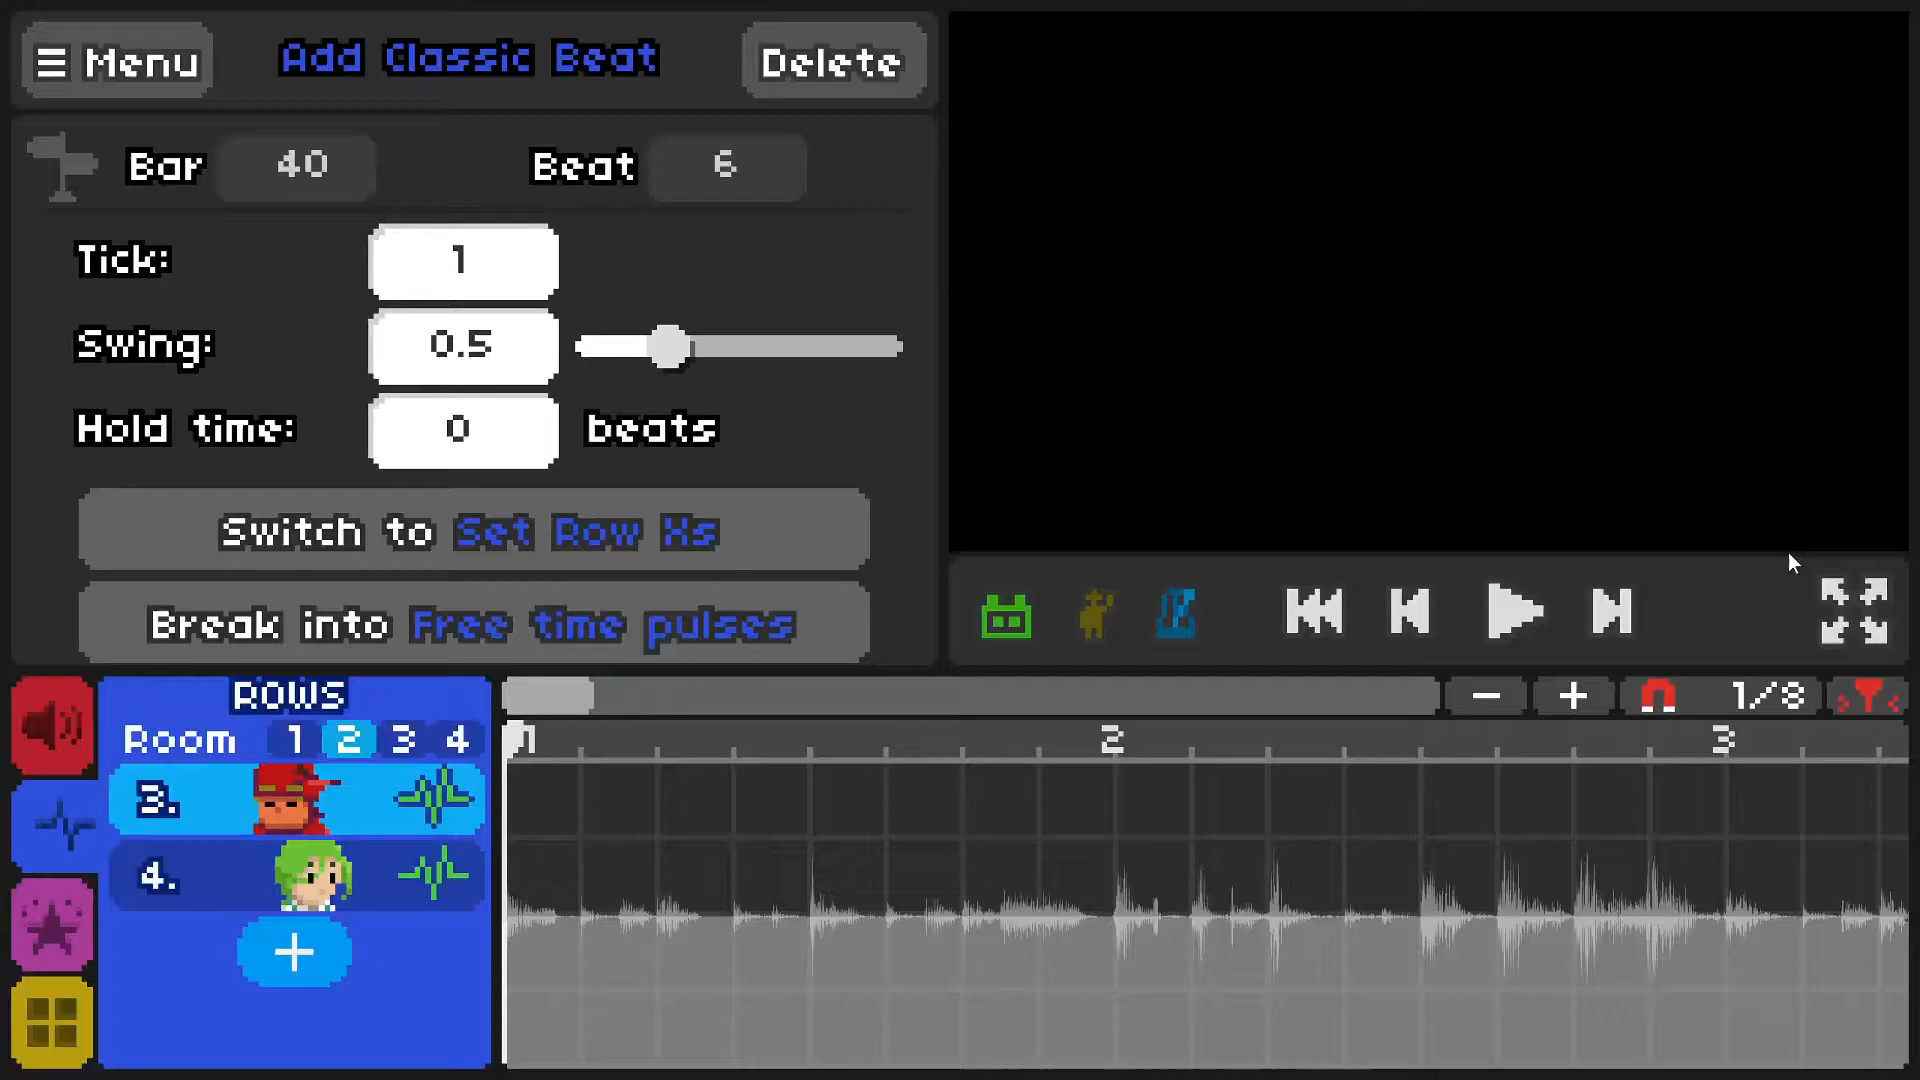 Menu Add Classic Beat Delete
Bar 40 Beat 6
Tick: 1
Swing: 0.5
Hold time: 0 beats
Switch to Set Row Xs
Break into Free time pulses
ROWS
Room 1 2 3 4
3.
4.
+
− + 1/8
1 2 3